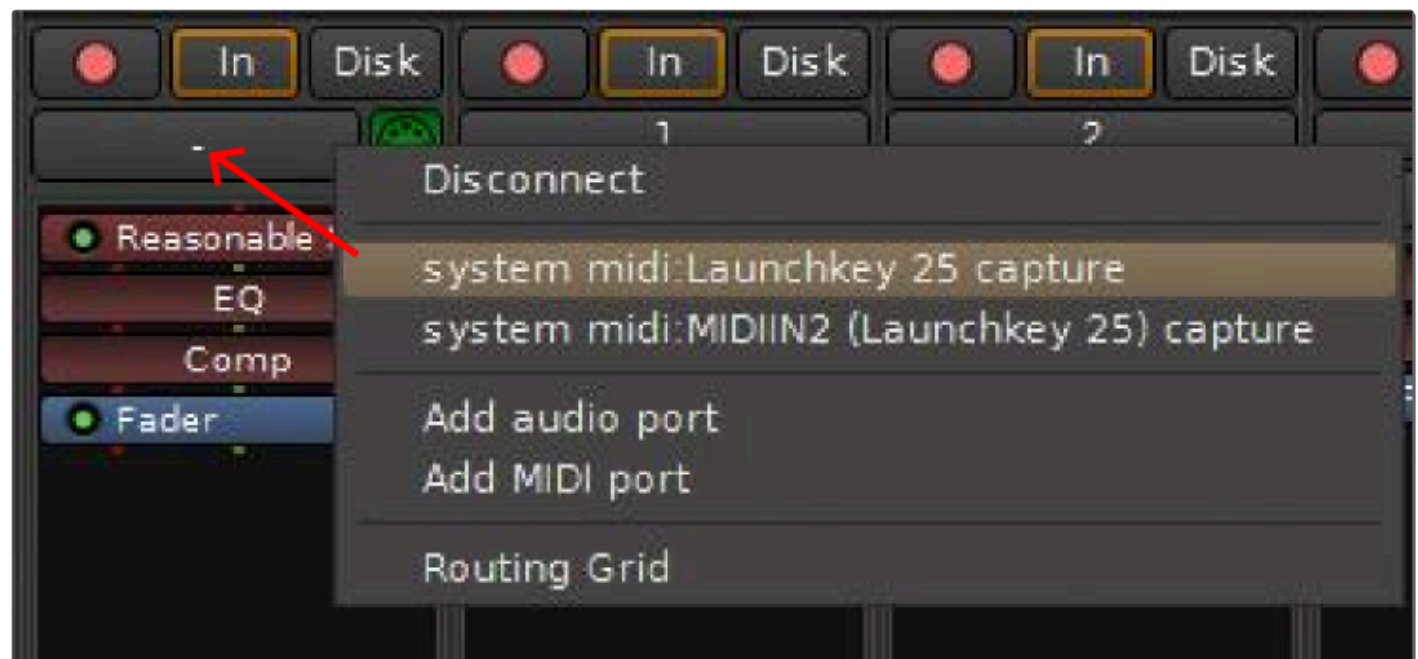 In Disk In Disk In Disk
- 1 2
Disconnect
Reasonable
system midi:Launchkey 25 capture
EQ
system midi:MIDIIN2 (Launchkey 25) capture
Comp
Add audio port
Fader
Add MIDI port
Routing Grid